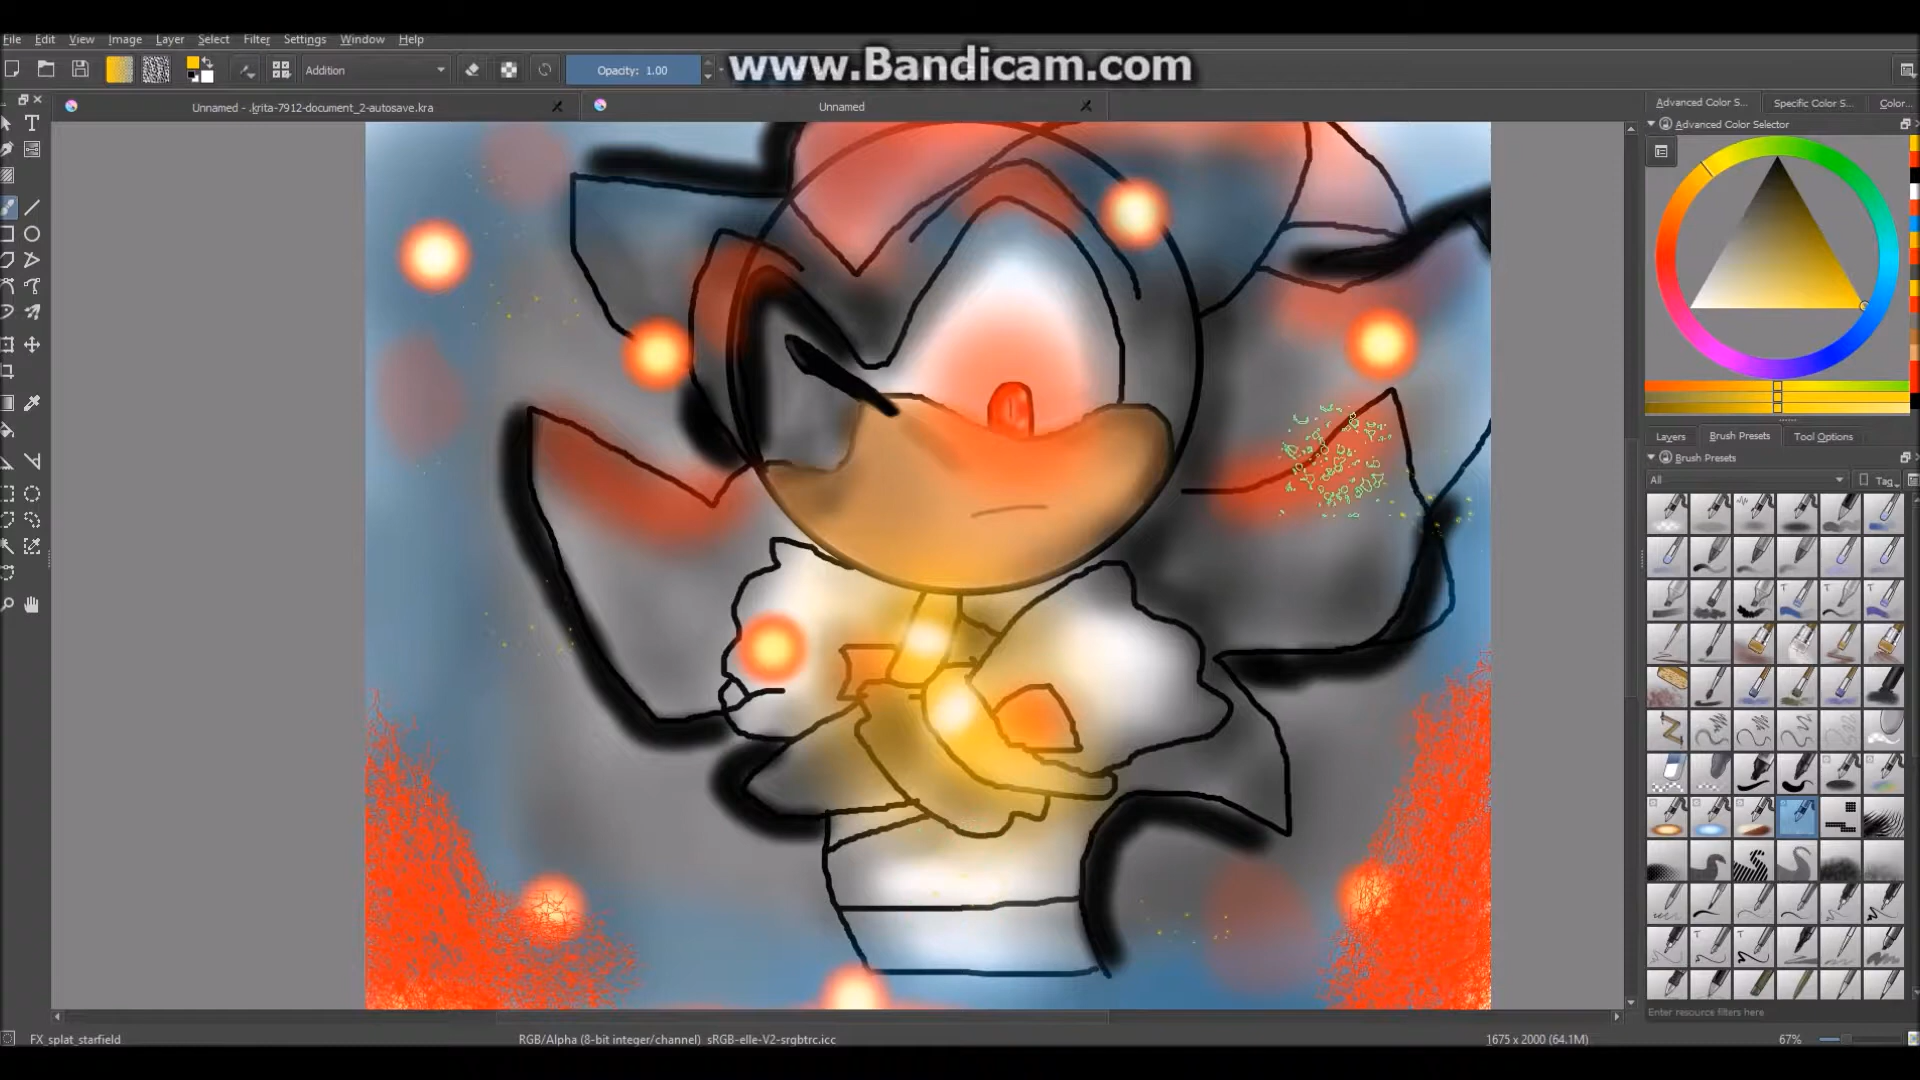 www.Bandicam.com
File Edit View Image Layer Select Filter Settings Window Help
Addition
Opacity: 1.00
Unnamed - .krita-7912-document_2-autosave.kra
Unnamed
Advanced Color S... Specific Color S... Color...
Advanced Color Selector
Layers Brush Presets Tool Options
Brush Presets
All
Tag
Enter resource filters here
FX_splat_starfield
RGB/Alpha (8-bit integer/channel) sRGB-elle-V2-srgbtrc.icc
1675 x 2000 (64.1M)
67%